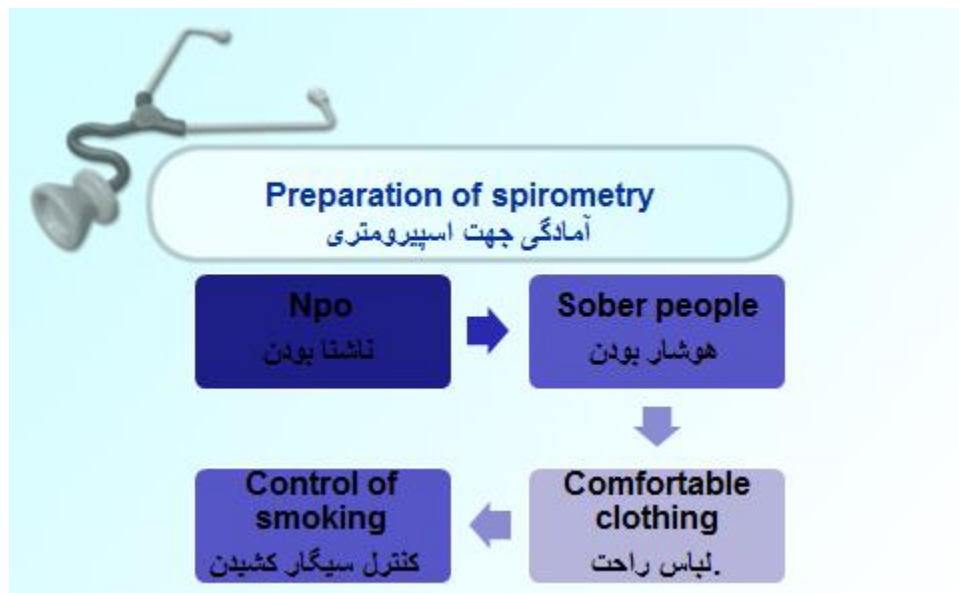 Preparation of spirometry
آمادگی جهت اسپیرومتری
Npo
ناشتا بودن
Sober people
هوشار بودن
Comfortable
clothing
لباس راحت.
Control of
smoking
کنترل سیگار کشیدن